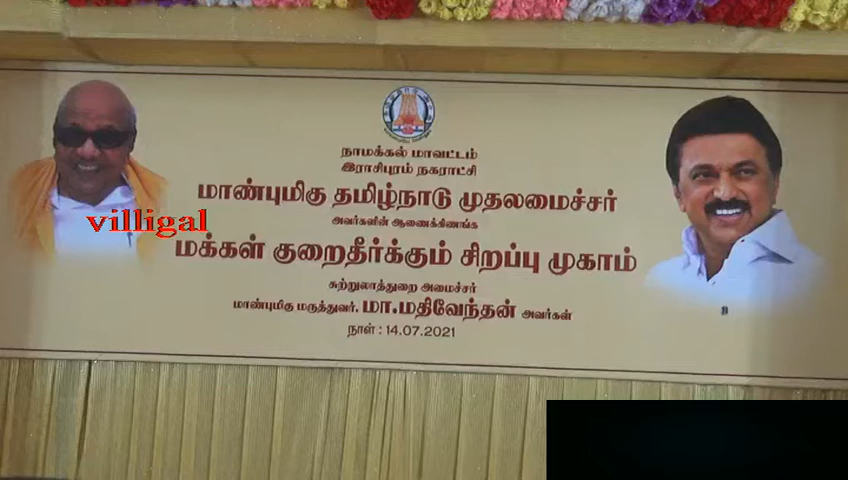 நாமக்கல் மாவட்டம்
இராசிபுரம் நகராட்சி
மாண்புமிகு தமிழ்நாடு முதலமைச்சர்
அவர்களின் ஆணைக்கிணங்க
villigal
மக்கள் குறைதீர்க்கும் சிறப்பு முகாம்
சுற்றுலாத்துறை அமைச்சர்
மாண்புமிகு மருத்துவர். மா.மதிவேந்தன் அவர்கள்
நாள் : 14.07.2021